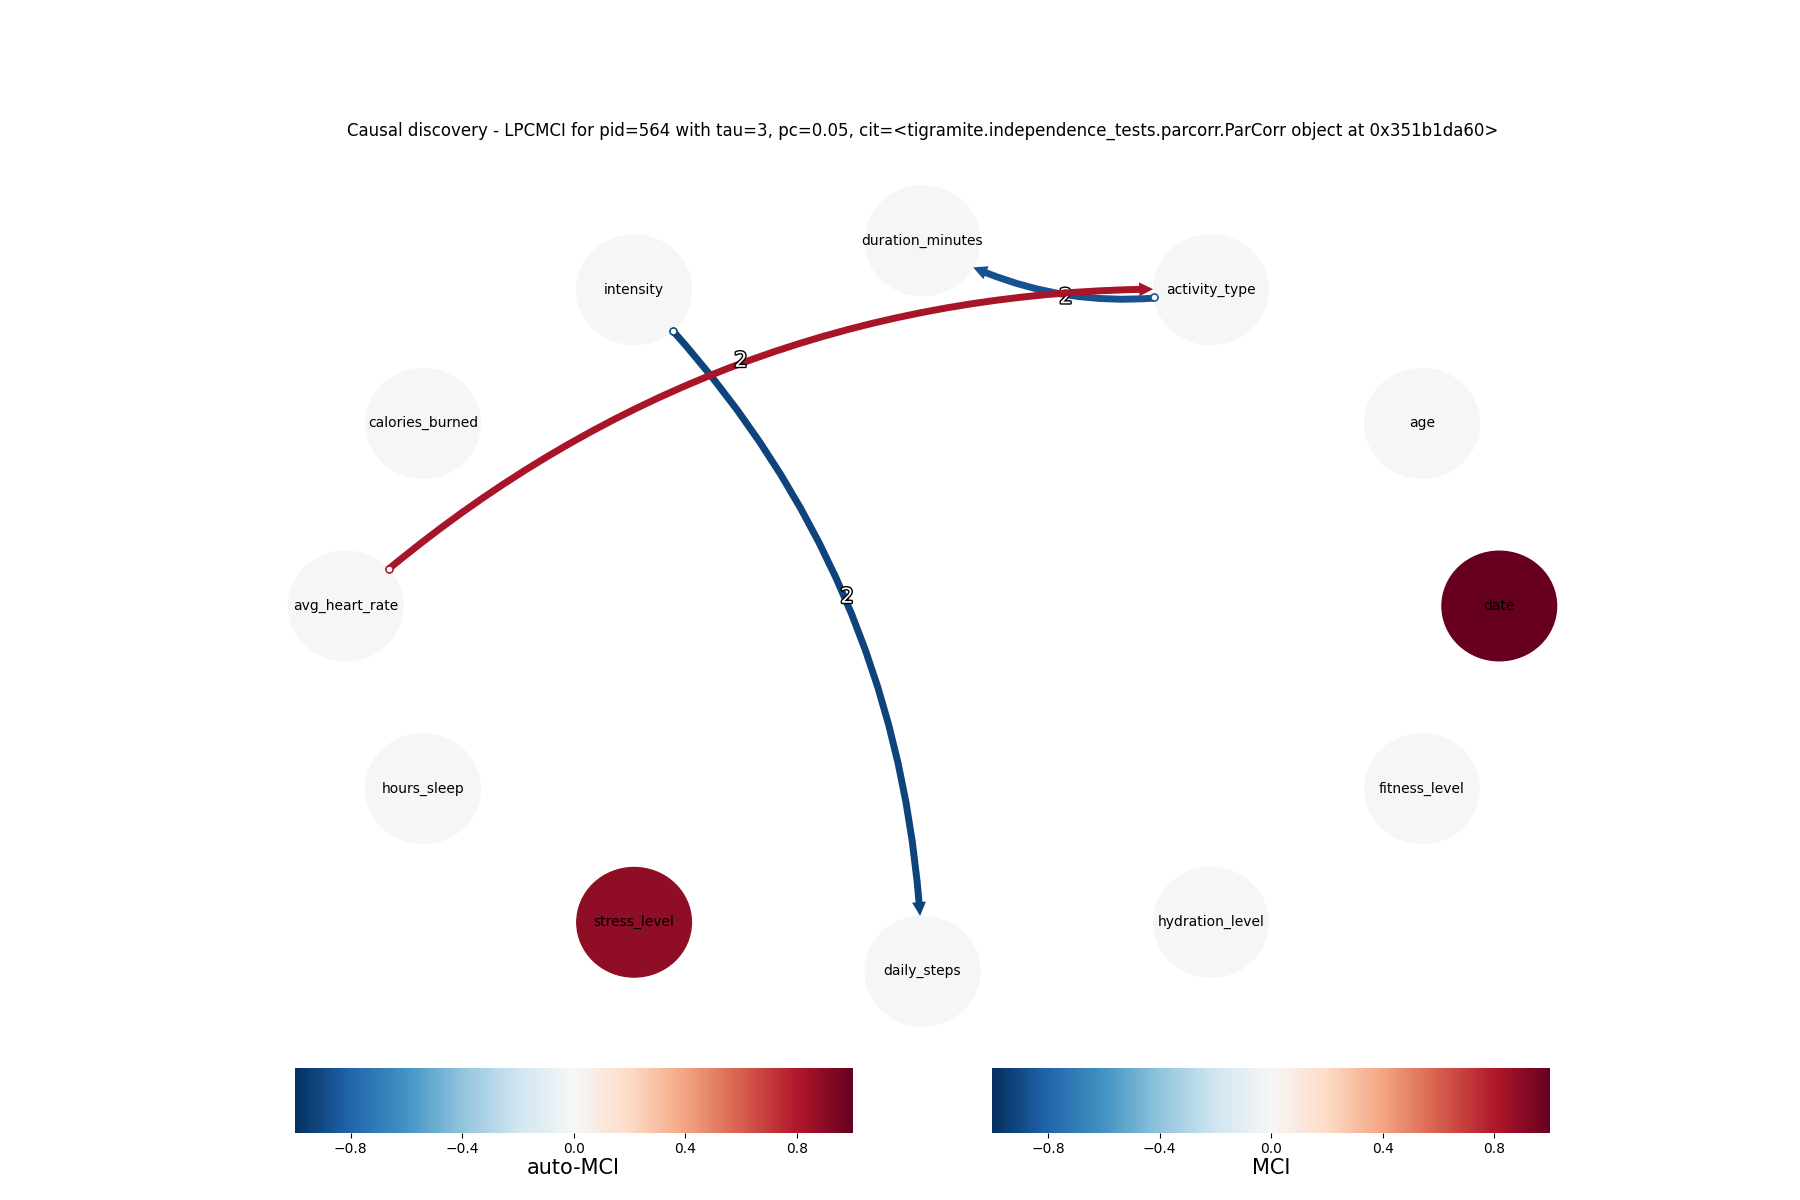 Causal discovery - LPCMCI for pid=564 with tau=3, pc=0.05, cit=<tigramite.independence_tests.parcorr.ParCorr object at 0x351b1da60>
duration_minutes
intensity
activity_type
2
2
calories_burned
age
2
avg_heart_rate
date
hours_sleep
fitness_level
stress_level
hydration_level
daily_steps
−0.8 −0.4 0.0 0.4 0.8
auto-MCI
−0.8 −0.4 0.0 0.4 0.8
MCI